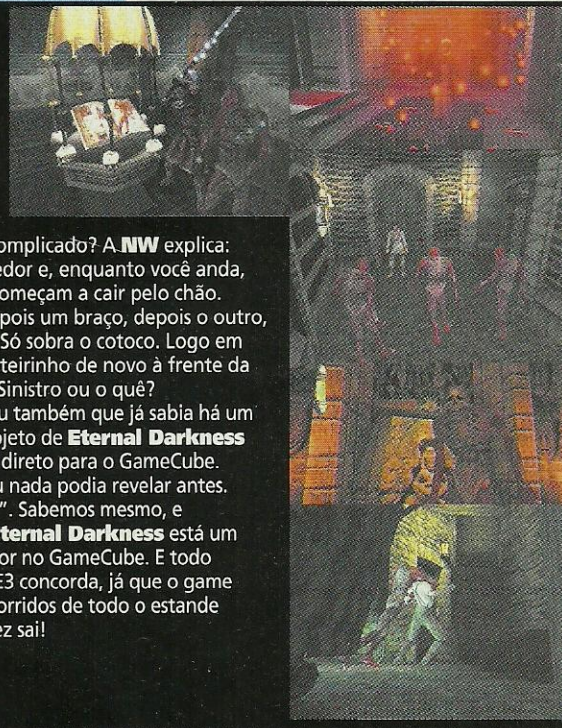 omplicado? A NW explica:
edor e, enquanto você anda,
omeçam a cair pelo chão.
pois um braço, depois o outro,
Só sobra o cotoco. Logo em
teirinho de novo à frente da
Sinistro ou o quê?
u também que já sabia há um
jeto de Eternal Darkness
direto para o GameCube.
u nada podia revelar antes.
”. Sabemos mesmo, e
ternal Darkness está um
or no GameCube. E todo
E3 concorda, já que o game
orridos de todo o estande
ez sai!